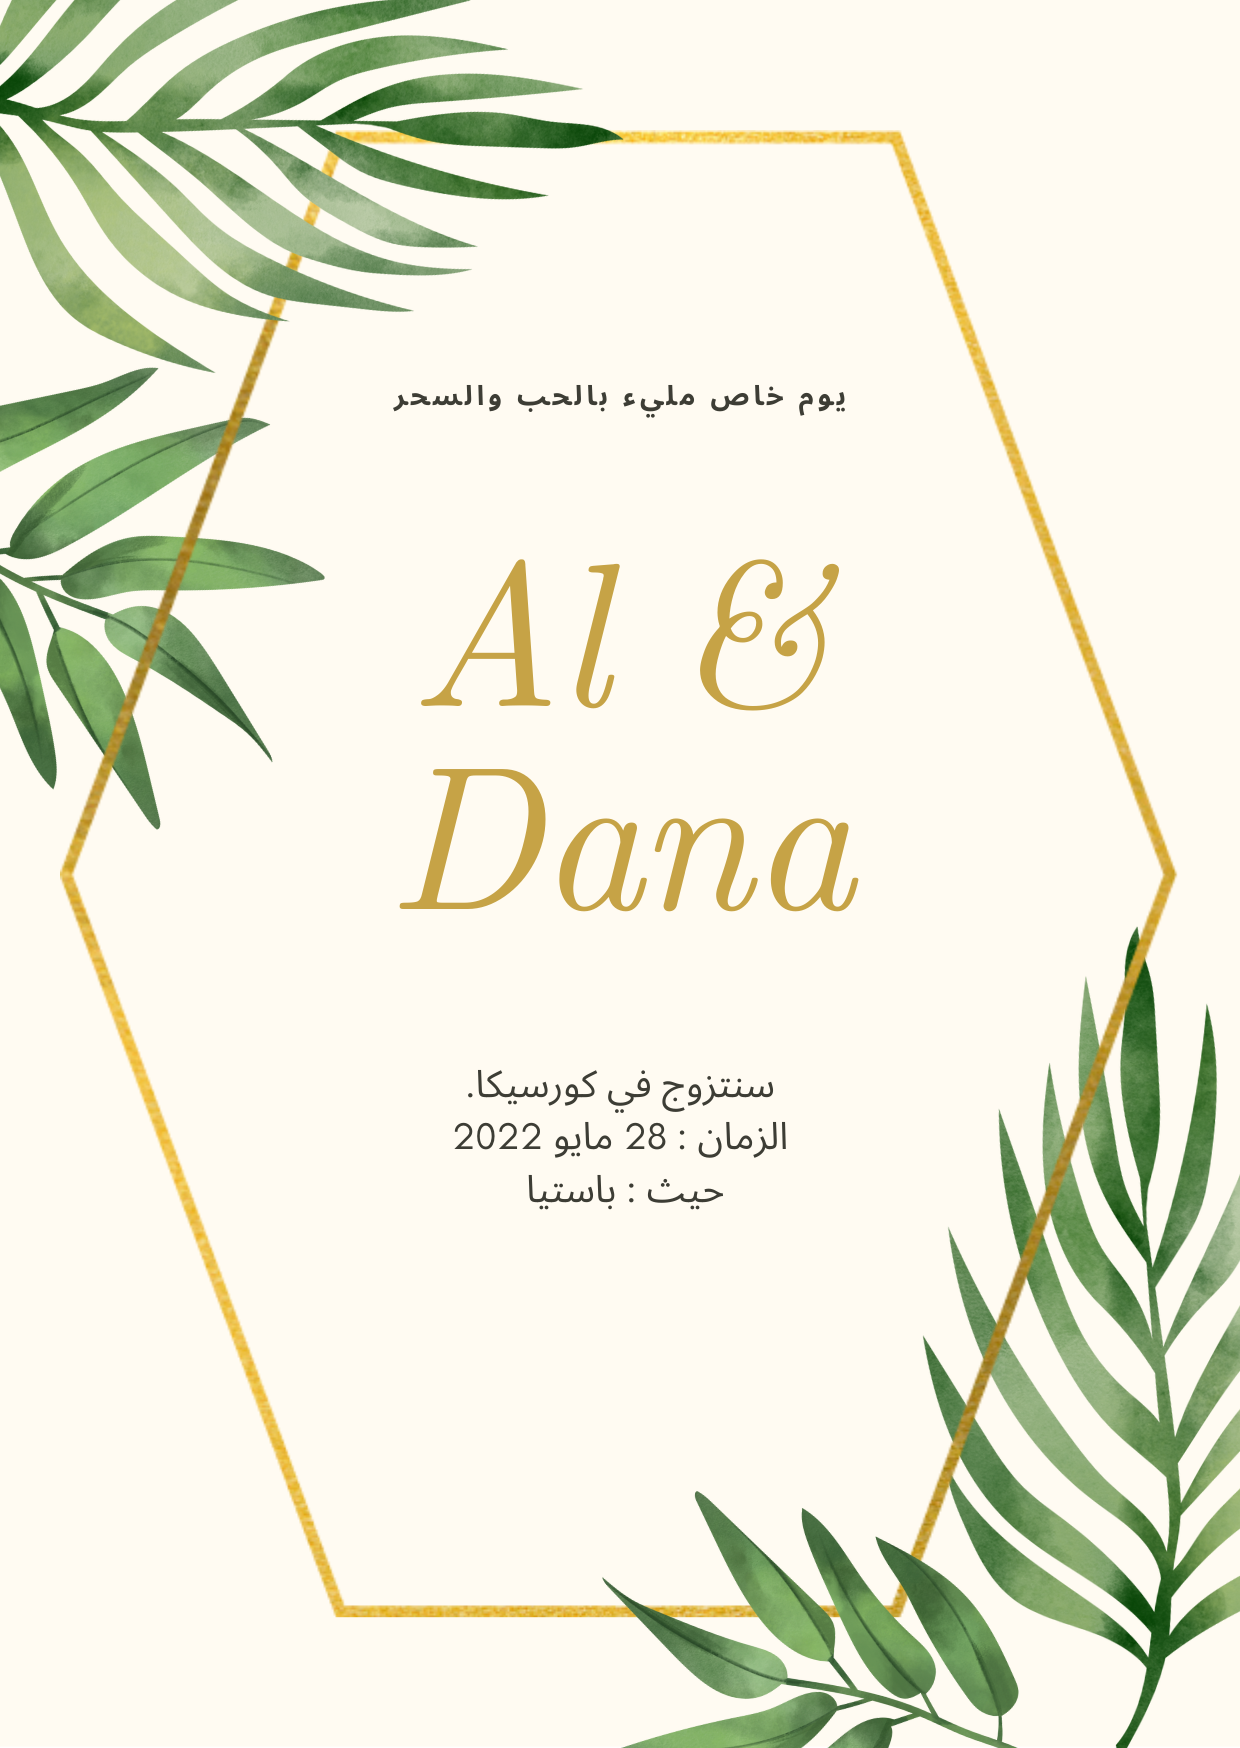 يوم خاص مليء بالحب والسحر
Al &
Dana
سنتزوج في كورسيكا.
الزمان : 28 مايو 2022
حيث : باستيا